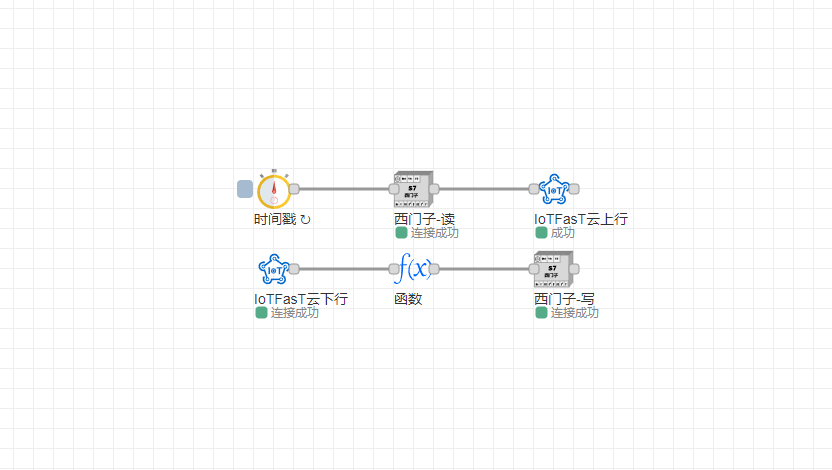 S7
西门子
IoT
时间戳 ↻
西门子-读
IoTFasT云上行
连接成功
成功
IoT
f(x)
S7
西门子
IoTFasT云下行
函数
西门子-写
连接成功
连接成功